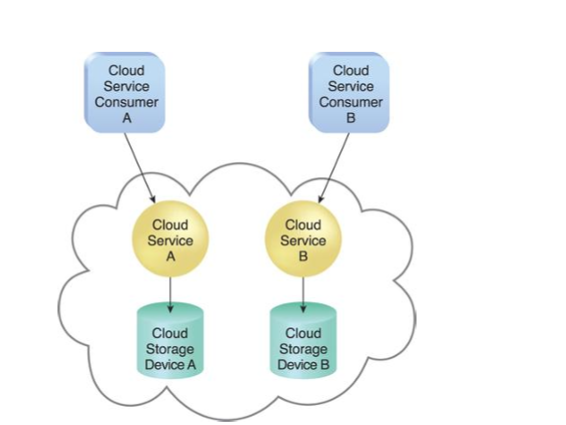 Cloud
Service
Consumer
A
Cloud
Service
Consumer
B
Cloud
Service
A
Cloud
Service
B
Cloud
Storage
Device A
Cloud
Storage
Device B